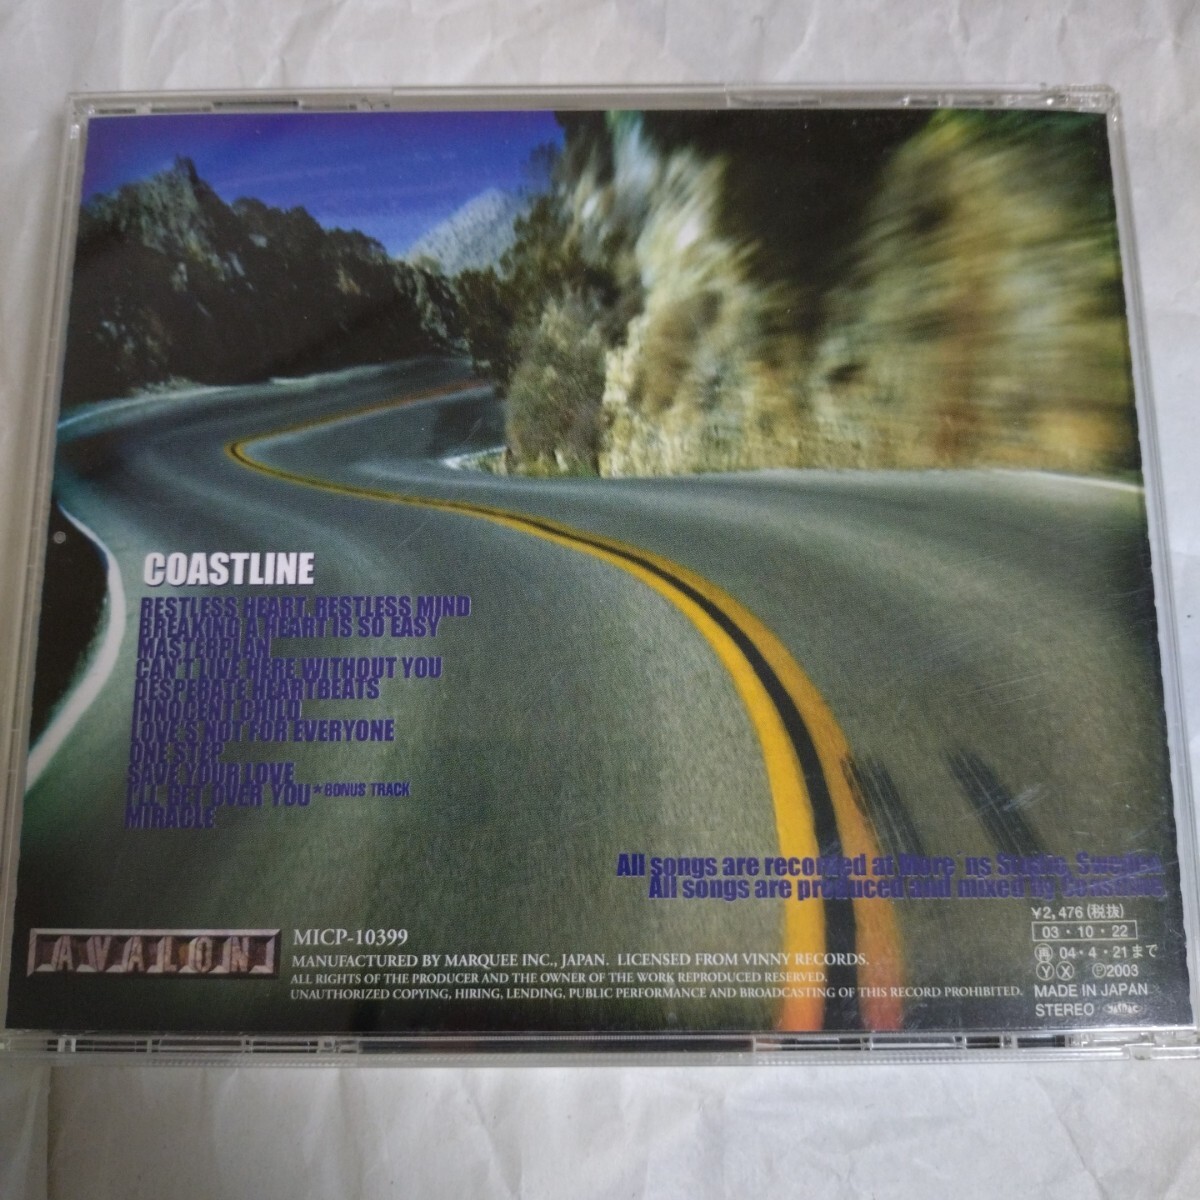 COASTLINE
RESTLESS HEART, RESTLESS MIND
BREAKING A HEART IS SO EASY
MASTERPLAN
CAN'T LIVE HERE WITHOUT YOU
DESPERATE HEARTBEATS
INNOCENT CHILD
LOVE'S NOT FOR EVERYONE
ONE STEP
SAVE YOUR LOVE
I'LL GET OVER YOU *BONUS TRACK
MIRACLE
All songs are recorded at More´ns Studio, Sweden.
All songs are produced and mixed by Coastline.
AVALON
MICP-10399
MANUFACTURED BY MARQUEE INC., JAPAN. LICENSED FROM VINNY RECORDS.
ALL RIGHTS OF THE PRODUCER AND THE OWNER OF THE WORK REPRODUCED RESERVED.
UNAUTHORIZED COPYING, HIRING, LENDING, PUBLIC PERFORMANCE AND BROADCASTING OF THIS RECORD PROHIBITED.
¥2,476 (税抜)
03・10・22
再 04・4・21まで
Y X ℗2003
MADE IN JAPAN
STEREO